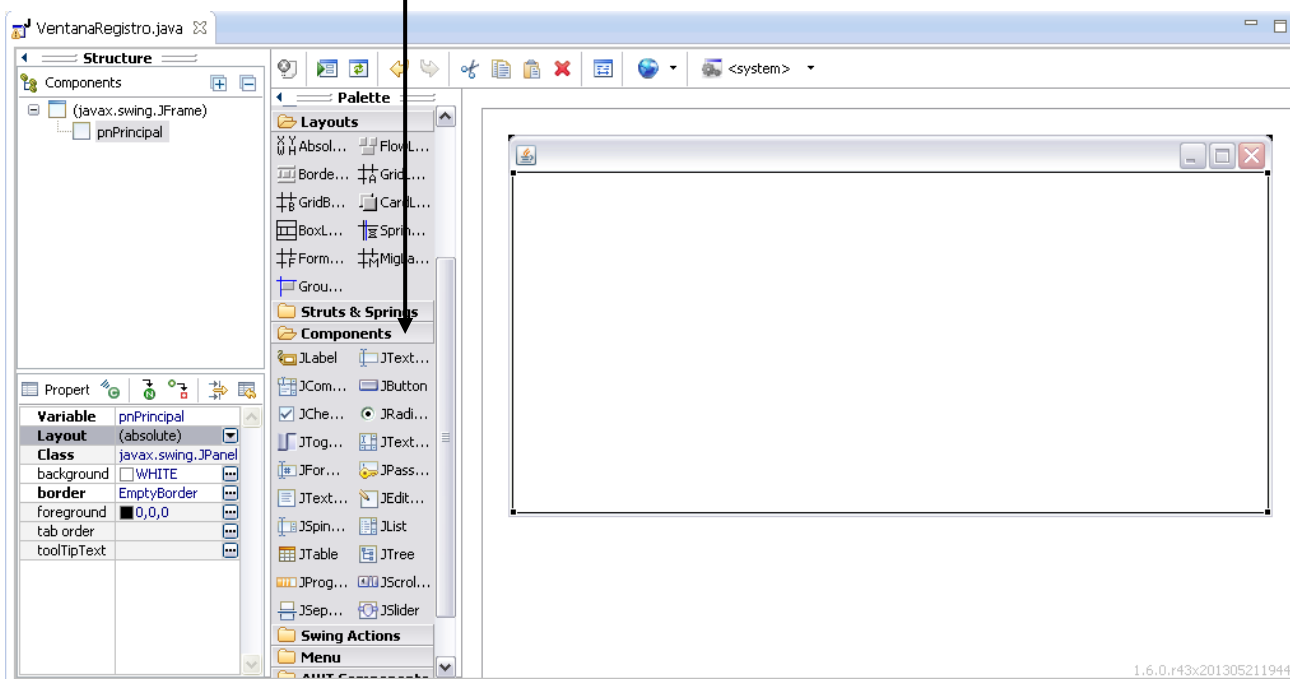 VentanaRegistro.java
Structure
Components
(javax.swing.JFrame)
pnPrincipal
Propert
Variable pnPrincipal
Layout (absolute)
Class javax.swing.JPanel
background WHITE
border EmptyBorder
foreground 0,0,0
tab order
toolTipText
<system>
Palette
Layouts
Absol... FlowL...
Borde... GridL...
GridB... CardL...
BoxL... Sprin...
Form... MigLa...
Grou...
Struts & Springs
Components
JLabel JText...
JCom... JButton
JChe... JRadi...
JTog... JText...
JFor... JPass...
JText... JEdit...
JSpin... JList
JTable JTree
JProg... JScrol...
JSep... JSlider
Swing Actions
Menu
1.6.0.r43x201305211944